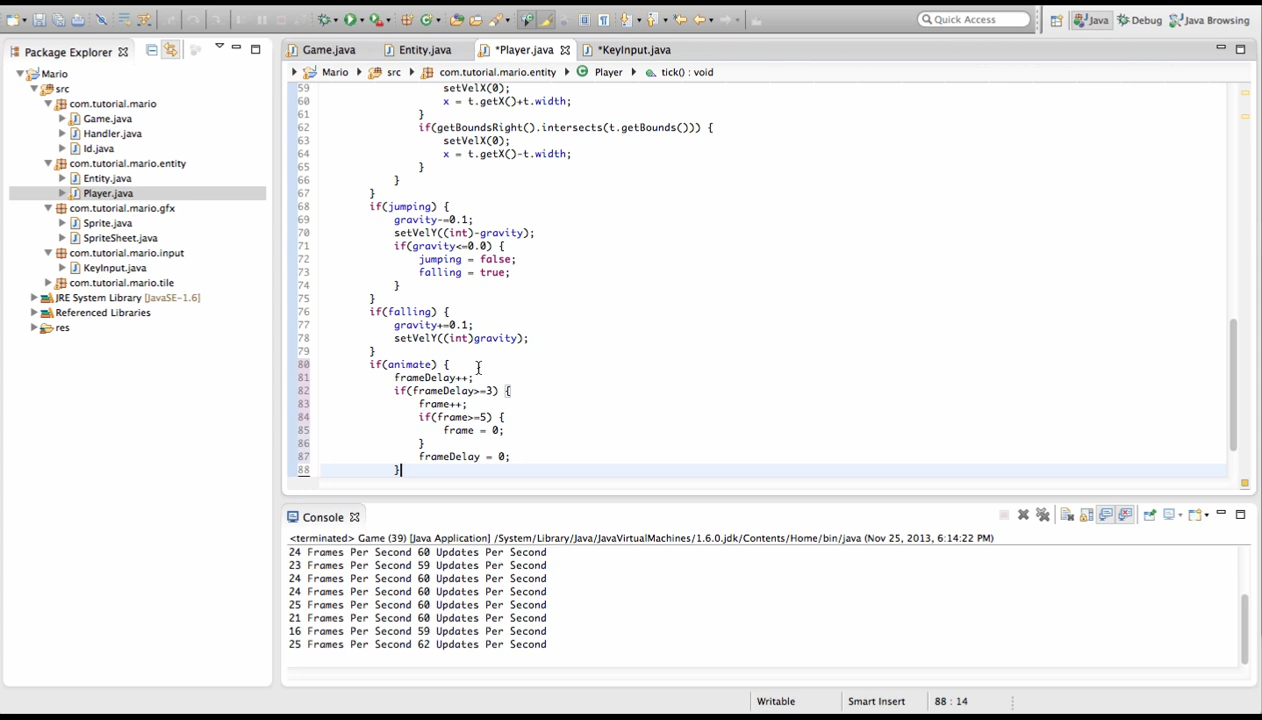 Quick Access
Java
Debug
Java Browsing
Package Explorer
Game.java
Entity.java
*Player.java
*KeyInput.java
Mario
src
com.tutorial.mario.entity
Player
tick() : void
Mario
src
com.tutorial.mario
Game.java
Handler.java
Id.java
com.tutorial.mario.entity
Entity.java
Player.java
com.tutorial.mario.gfx
Sprite.java
SpriteSheet.java
com.tutorial.mario.input
KeyInput.java
com.tutorial.mario.tile
JRE System Library [JavaSE-1.6]
Referenced Libraries
res
59 setVelX(0);
60 x = t.getX()+t.width;
61 }
62 if(getBoundsRight().intersects(t.getBounds())) {
63 setVelX(0);
64 x = t.getX()-t.width;
65 }
66 }
67 }
68 if(jumping) {
69 gravity-=0.1;
70 setVelY((int)-gravity);
71 if(gravity<=0.0) {
72 jumping = false;
73 falling = true;
74 }
75 }
76 if(falling) {
77 gravity+=0.1;
78 setVelY((int)gravity);
79 }
80 if(animate) {
81 frameDelay++;
82 if(frameDelay>=3) {
83 frame++;
84 if(frame>=5) {
85 frame = 0;
86 }
87 frameDelay = 0;
88 }
Console
<terminated> Game (39) [Java Application] /System/Library/Java/JavaVirtualMachines/1.6.0.jdk/Contents/Home/bin/java (Nov 25, 2013, 6:14:22 PM)
24 Frames Per Second 60 Updates Per Second
23 Frames Per Second 59 Updates Per Second
24 Frames Per Second 60 Updates Per Second
24 Frames Per Second 60 Updates Per Second
25 Frames Per Second 60 Updates Per Second
21 Frames Per Second 60 Updates Per Second
16 Frames Per Second 59 Updates Per Second
25 Frames Per Second 62 Updates Per Second
Writable
Smart Insert
88 : 14